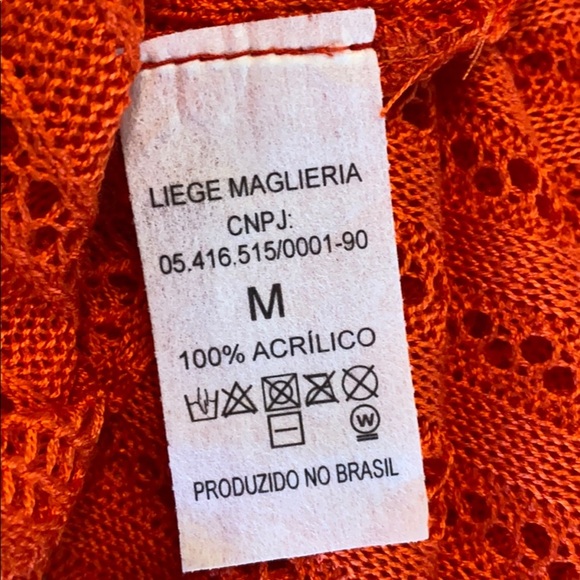 LIEGE MAGLIERIA
CNPJ:
05.416.515/0001-90
M
100% ACRÍLICO
W
PRODUZIDO NO BRASIL